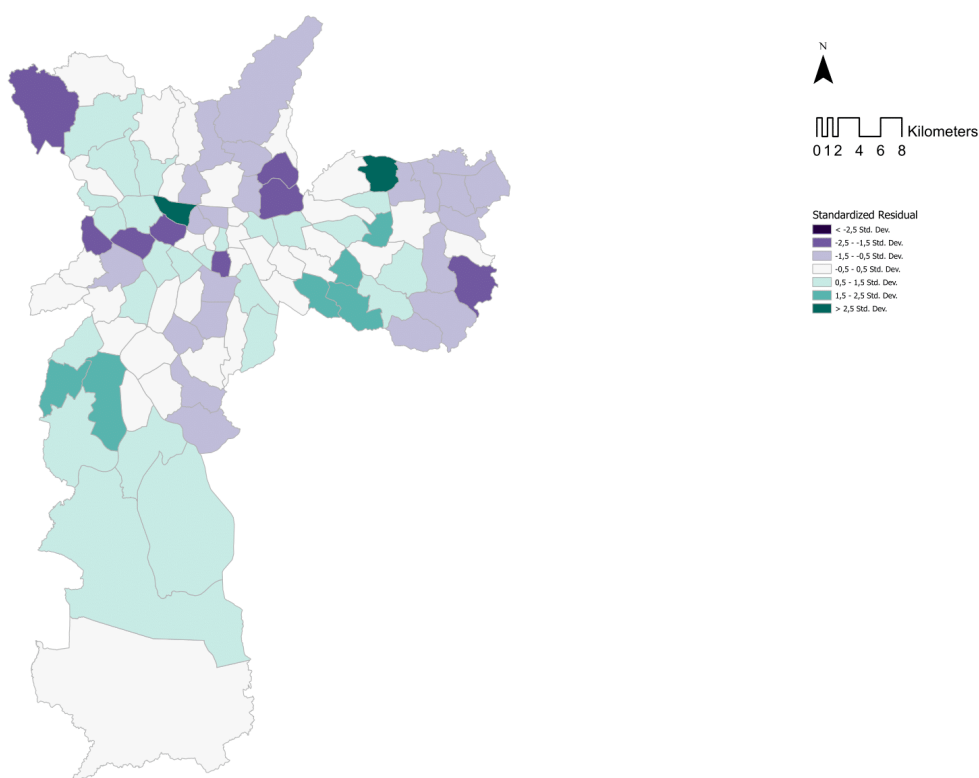 N
Kilometers
0 1 2 4 6 8
Standardized Residual
< -2,5 Std. Dev.
-2,5 - -1,5 Std. Dev.
-1,5 - -0,5 Std. Dev.
-0,5 - 0,5 Std. Dev.
0,5 - 1,5 Std. Dev.
1,5 - 2,5 Std. Dev.
> 2,5 Std. Dev.